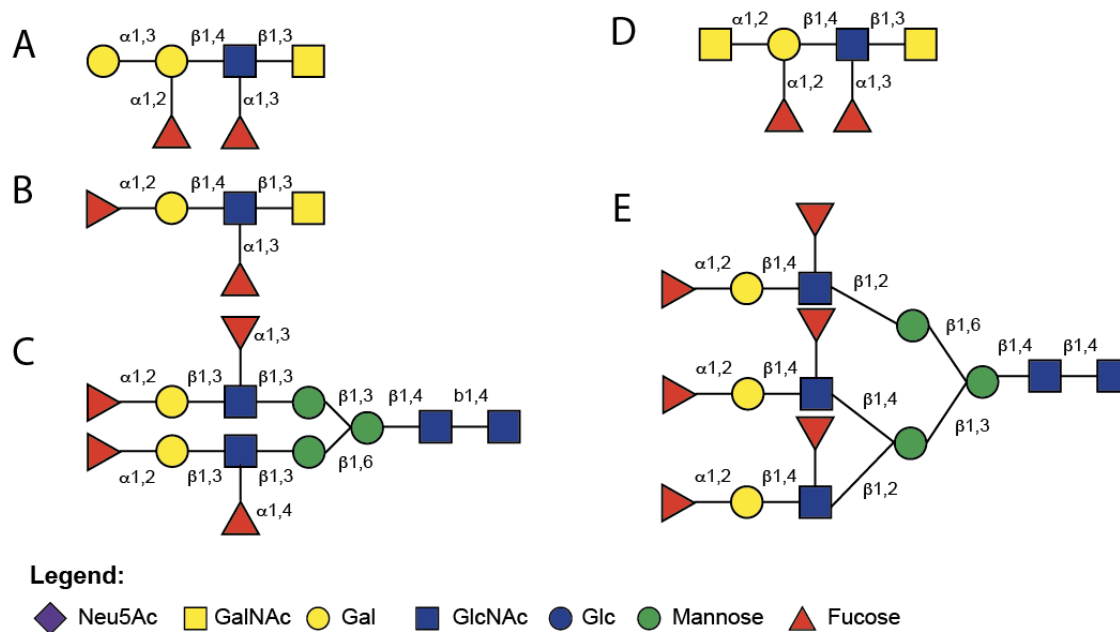 A
α1,3 β1,4 β1,3
α1,2 α1,3
B
α1,2 β1,4 β1,3
α1,3
C
α1,3
α1,2 β1,3 β1,3
β1,3 β1,4 b1,4
β1,6
α1,2 β1,3 β1,3
α1,4
D
α1,2 β1,4 β1,3
α1,2 α1,3
E
α1,2 β1,4 β1,2
β1,6
β1,4 β1,4
α1,2 β1,4 β1,4
β1,3
α1,2 β1,4 β1,2
Legend:
Neu5Ac GalNAc Gal GlcNAc Glc Mannose Fucose